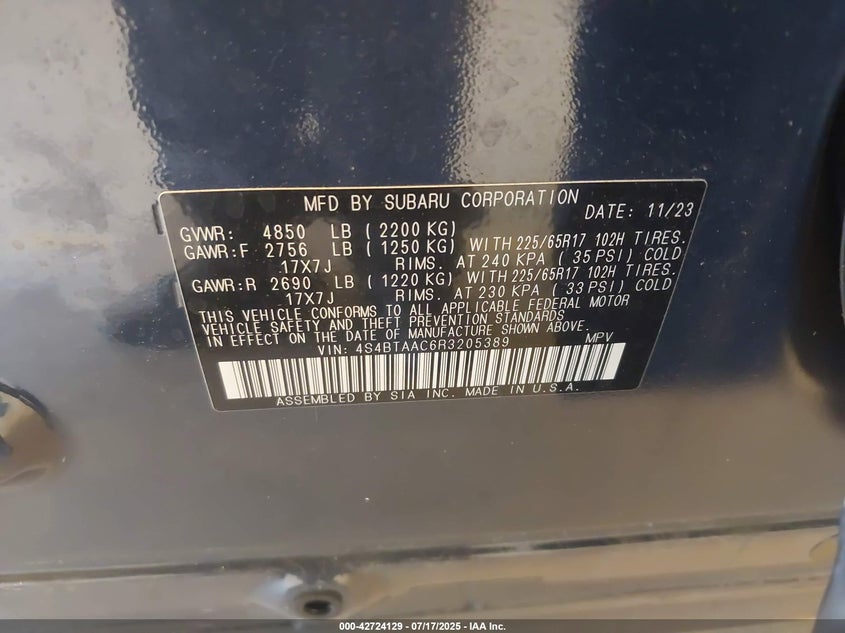 MFD BY SUBARU CORPORATION DATE: 11/23
GVWR: 4850 LB (2200 KG)
GAWR:F 2756 LB (1250 KG) WITH 225/65R17 102H TIRES.
17X7J RIMS. AT 240 KPA ( 35 PSI) COLD
GAWR:R 2690 LB (1220 KG) WITH 225/65R17 102H TIRES.
17X7J RIMS. AT 230 KPA ( 33 PSI) COLD
THIS VEHICLE CONFORMS TO ALL APPLICABLE FEDERAL MOTOR
VEHICLE SAFETY AND THEFT PREVENTION STANDARDS
IN EFFECT ON THE DATE OF MANUFACTURE SHOWN ABOVE.
VIN: 4S4BTAAC6R3205389 MPV
ASSEMBLED BY SIA INC. MADE IN U.S.A.
000-42724129 - 07/17/2025 - IAA Inc.